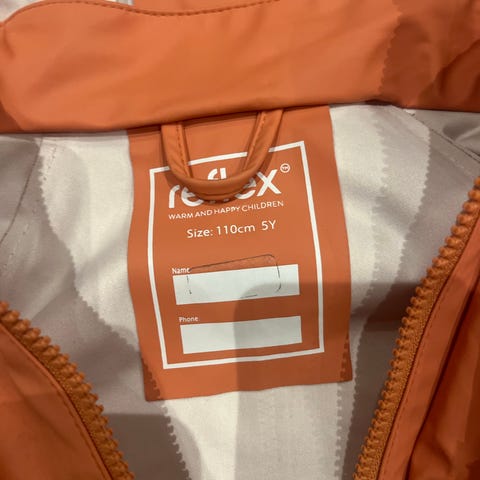 reflex
WARM AND HAPPY CHILDREN
Size: 110cm 5Y
Name
Phone